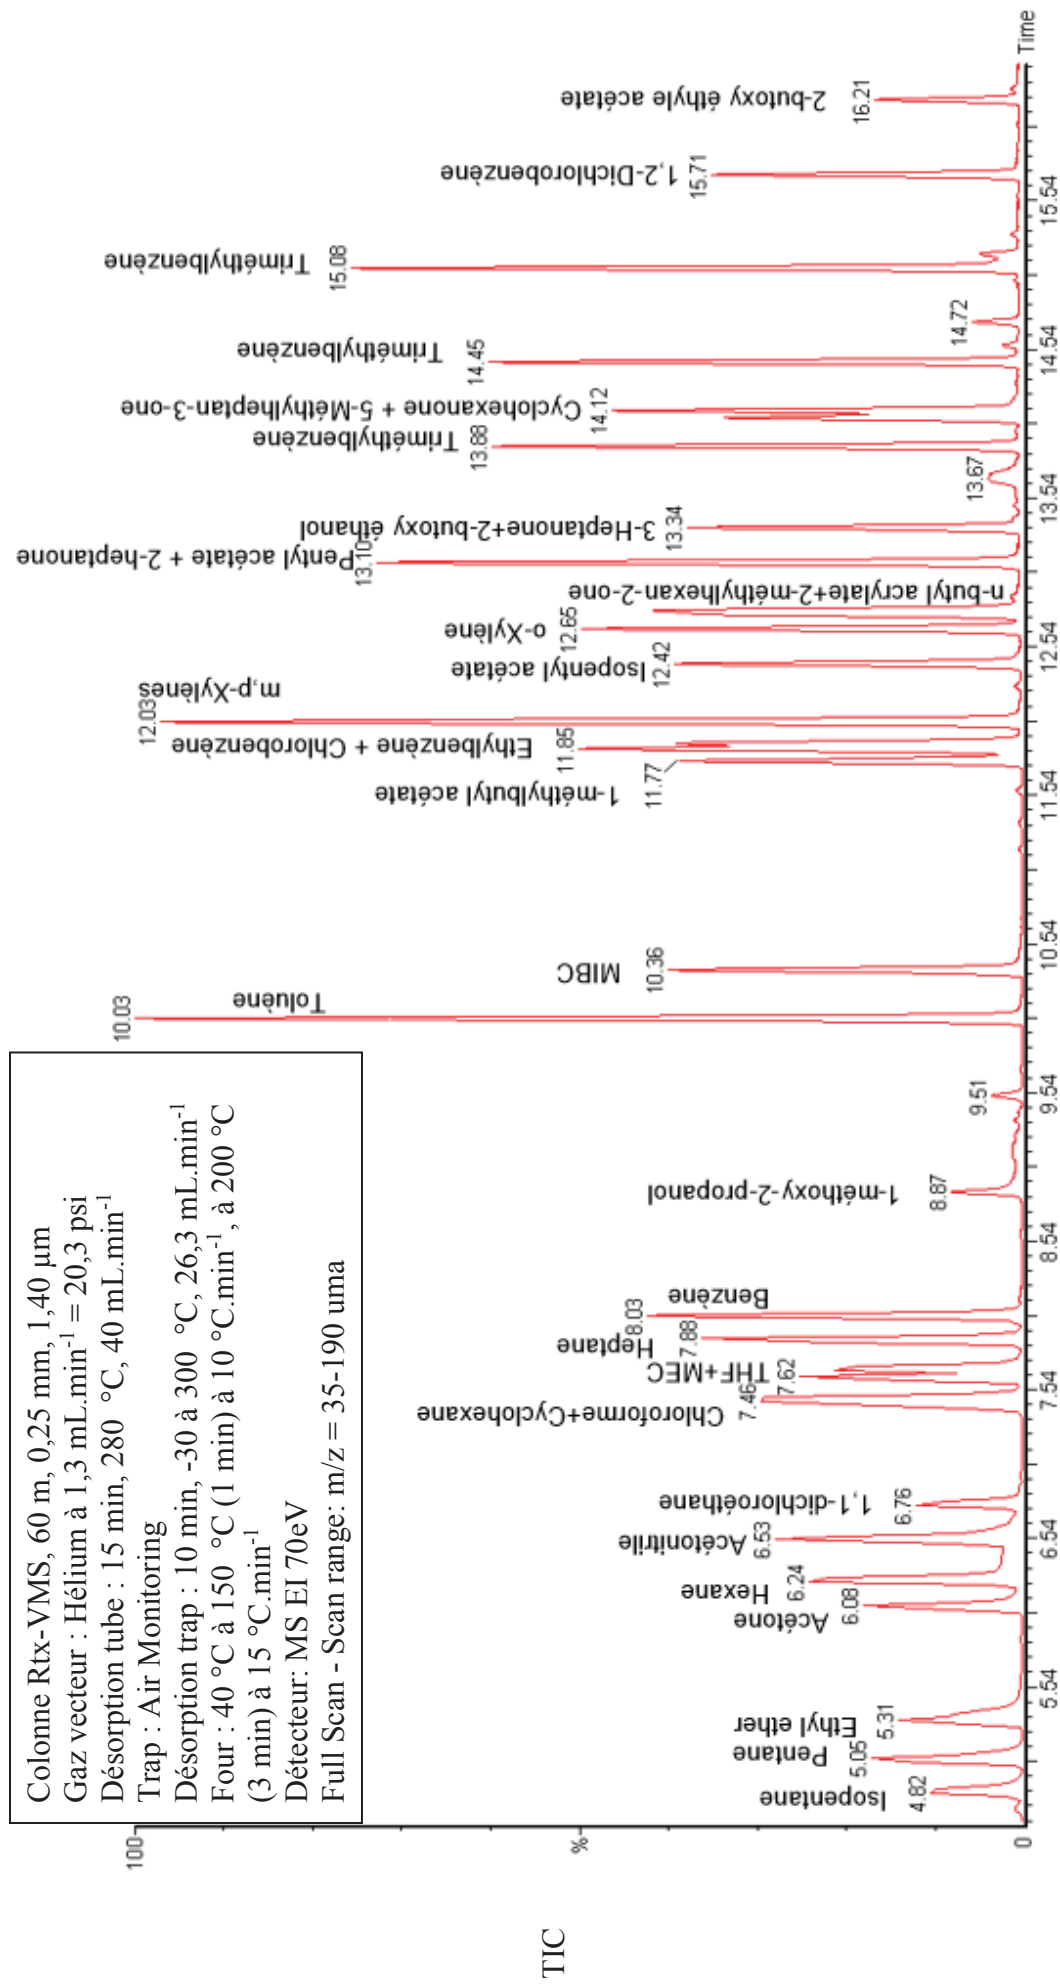 Colonne Rtx-VMS, 60 m, 0,25 mm, 1,40 µm
Gaz vecteur : Hélium à 1,3 mL.min⁻¹ = 20,3 psi
Désorption tube : 15 min, 280 °C, 40 mL.min⁻¹
Trap : Air Monitoring
Désorption trap : 10 min, -30 à 300 °C, 26,3 mL.min⁻¹
Four : 40 °C à 150 °C (1 min) à 10 °C.min⁻¹, à 200 °C
(3 min) à 15 °C.min⁻¹
Détecteur: MS EI 70eV
Full Scan - Scan range: m/z = 35-190 uma
TIC
100
%
0
Isopentane
4.82
Pentane
5.05
Ethyl ether
5.31
Acétone
6.08
Hexane
6.24
Acétonitrile
6.53
1,1-dichloroéthane
6.76
Chloroforme+Cyclohexane
7.46
THF+MEC
7.62
Heptane
7.88
Benzène
8.03
1-méthoxy-2-propanol
8.87
9.51
Toluène
10.03
MIBC
10.36
1-méthylbutyl acétate
11.77
Ethylbenzène + Chlorobenzène
11.85
m,p-Xylènes
12.03
Isopentyl acétate
12.42
o-Xylène
12.65
n-butyl acrylate+2-méthylhexan-2-one
Pentyl acétate + 2-heptanone
13.10
3-Heptanone+2-butoxy éthanol
13.34
13.67
Triméthylbenzène
13.88
Cyclohexanone + 5-Méthylheptan-3-one
14.12
Triméthylbenzène
14.45
14.72
Triméthylbenzène
15.08
1,2-Dichlorobenzène
15.71
2-butoxy éthyle acétate
16.21
5.54
6.54
7.54
8.54
9.54
10.54
11.54
12.54
13.54
14.54
15.54
Time